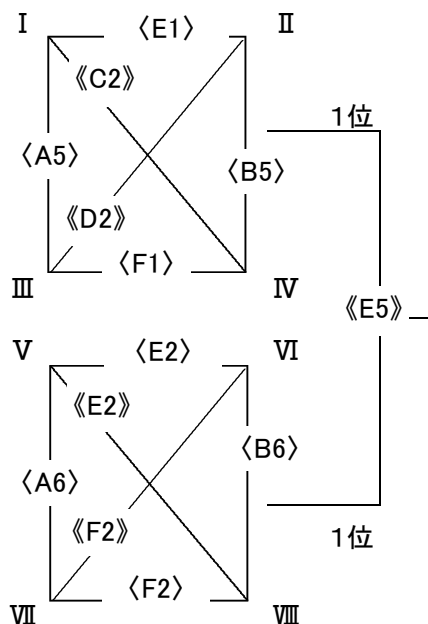 Ⅰ 〈E1〉 Ⅱ
《C2》
1位
〈A5〉 〈B5〉
《D2》
〈F1〉
Ⅲ Ⅳ
《E5》
Ⅴ 〈E2〉 Ⅵ
《E2》
〈B6〉
〈A6〉
《F2》
1位
〈F2〉
Ⅶ Ⅷ